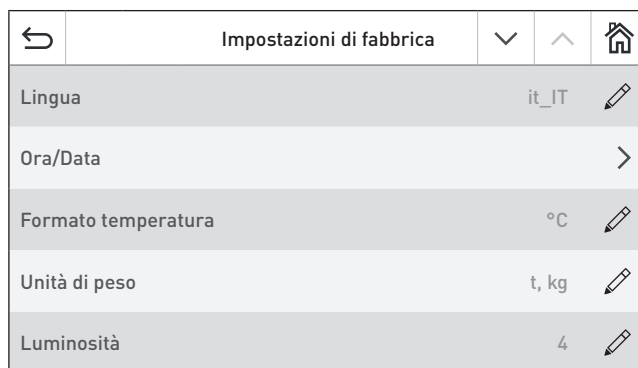 Impostazioni di fabbrica
Lingua it_IT
Ora/Data
Formato temperatura °C
Unità di peso t, kg
Luminosità 4